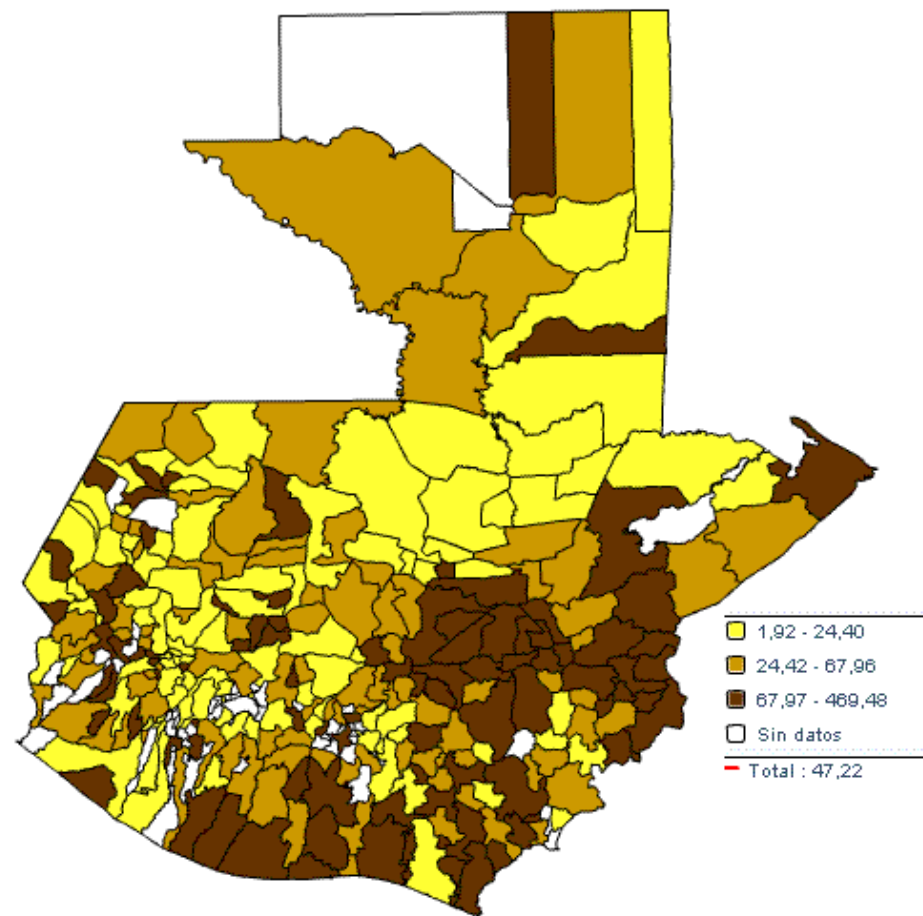 1,92 - 24,40
24,42 - 67,96
67,97 - 469,48
Sin datos
Total : 47,22